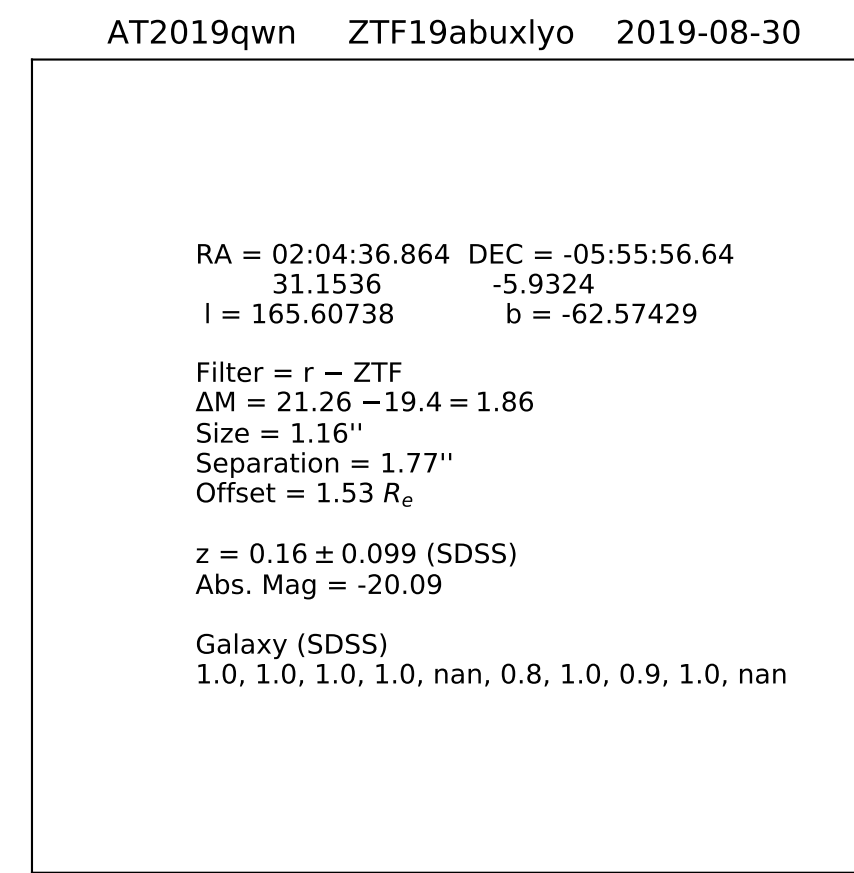 AT2019qwn ZTF19abuxlyo 2019-08-30
RA = 02:04:36.864 DEC = -05:55:56.64
31.1536 -5.9324
l = 165.60738 b = -62.57429
Filter = r − ZTF
ΔM = 21.26 −19.4 = 1.86
Size = 1.16''
Separation = 1.77''
Offset = 1.53 Re
z = 0.16 ± 0.099 (SDSS)
Abs. Mag = -20.09
Galaxy (SDSS)
1.0, 1.0, 1.0, 1.0, nan, 0.8, 1.0, 0.9, 1.0, nan